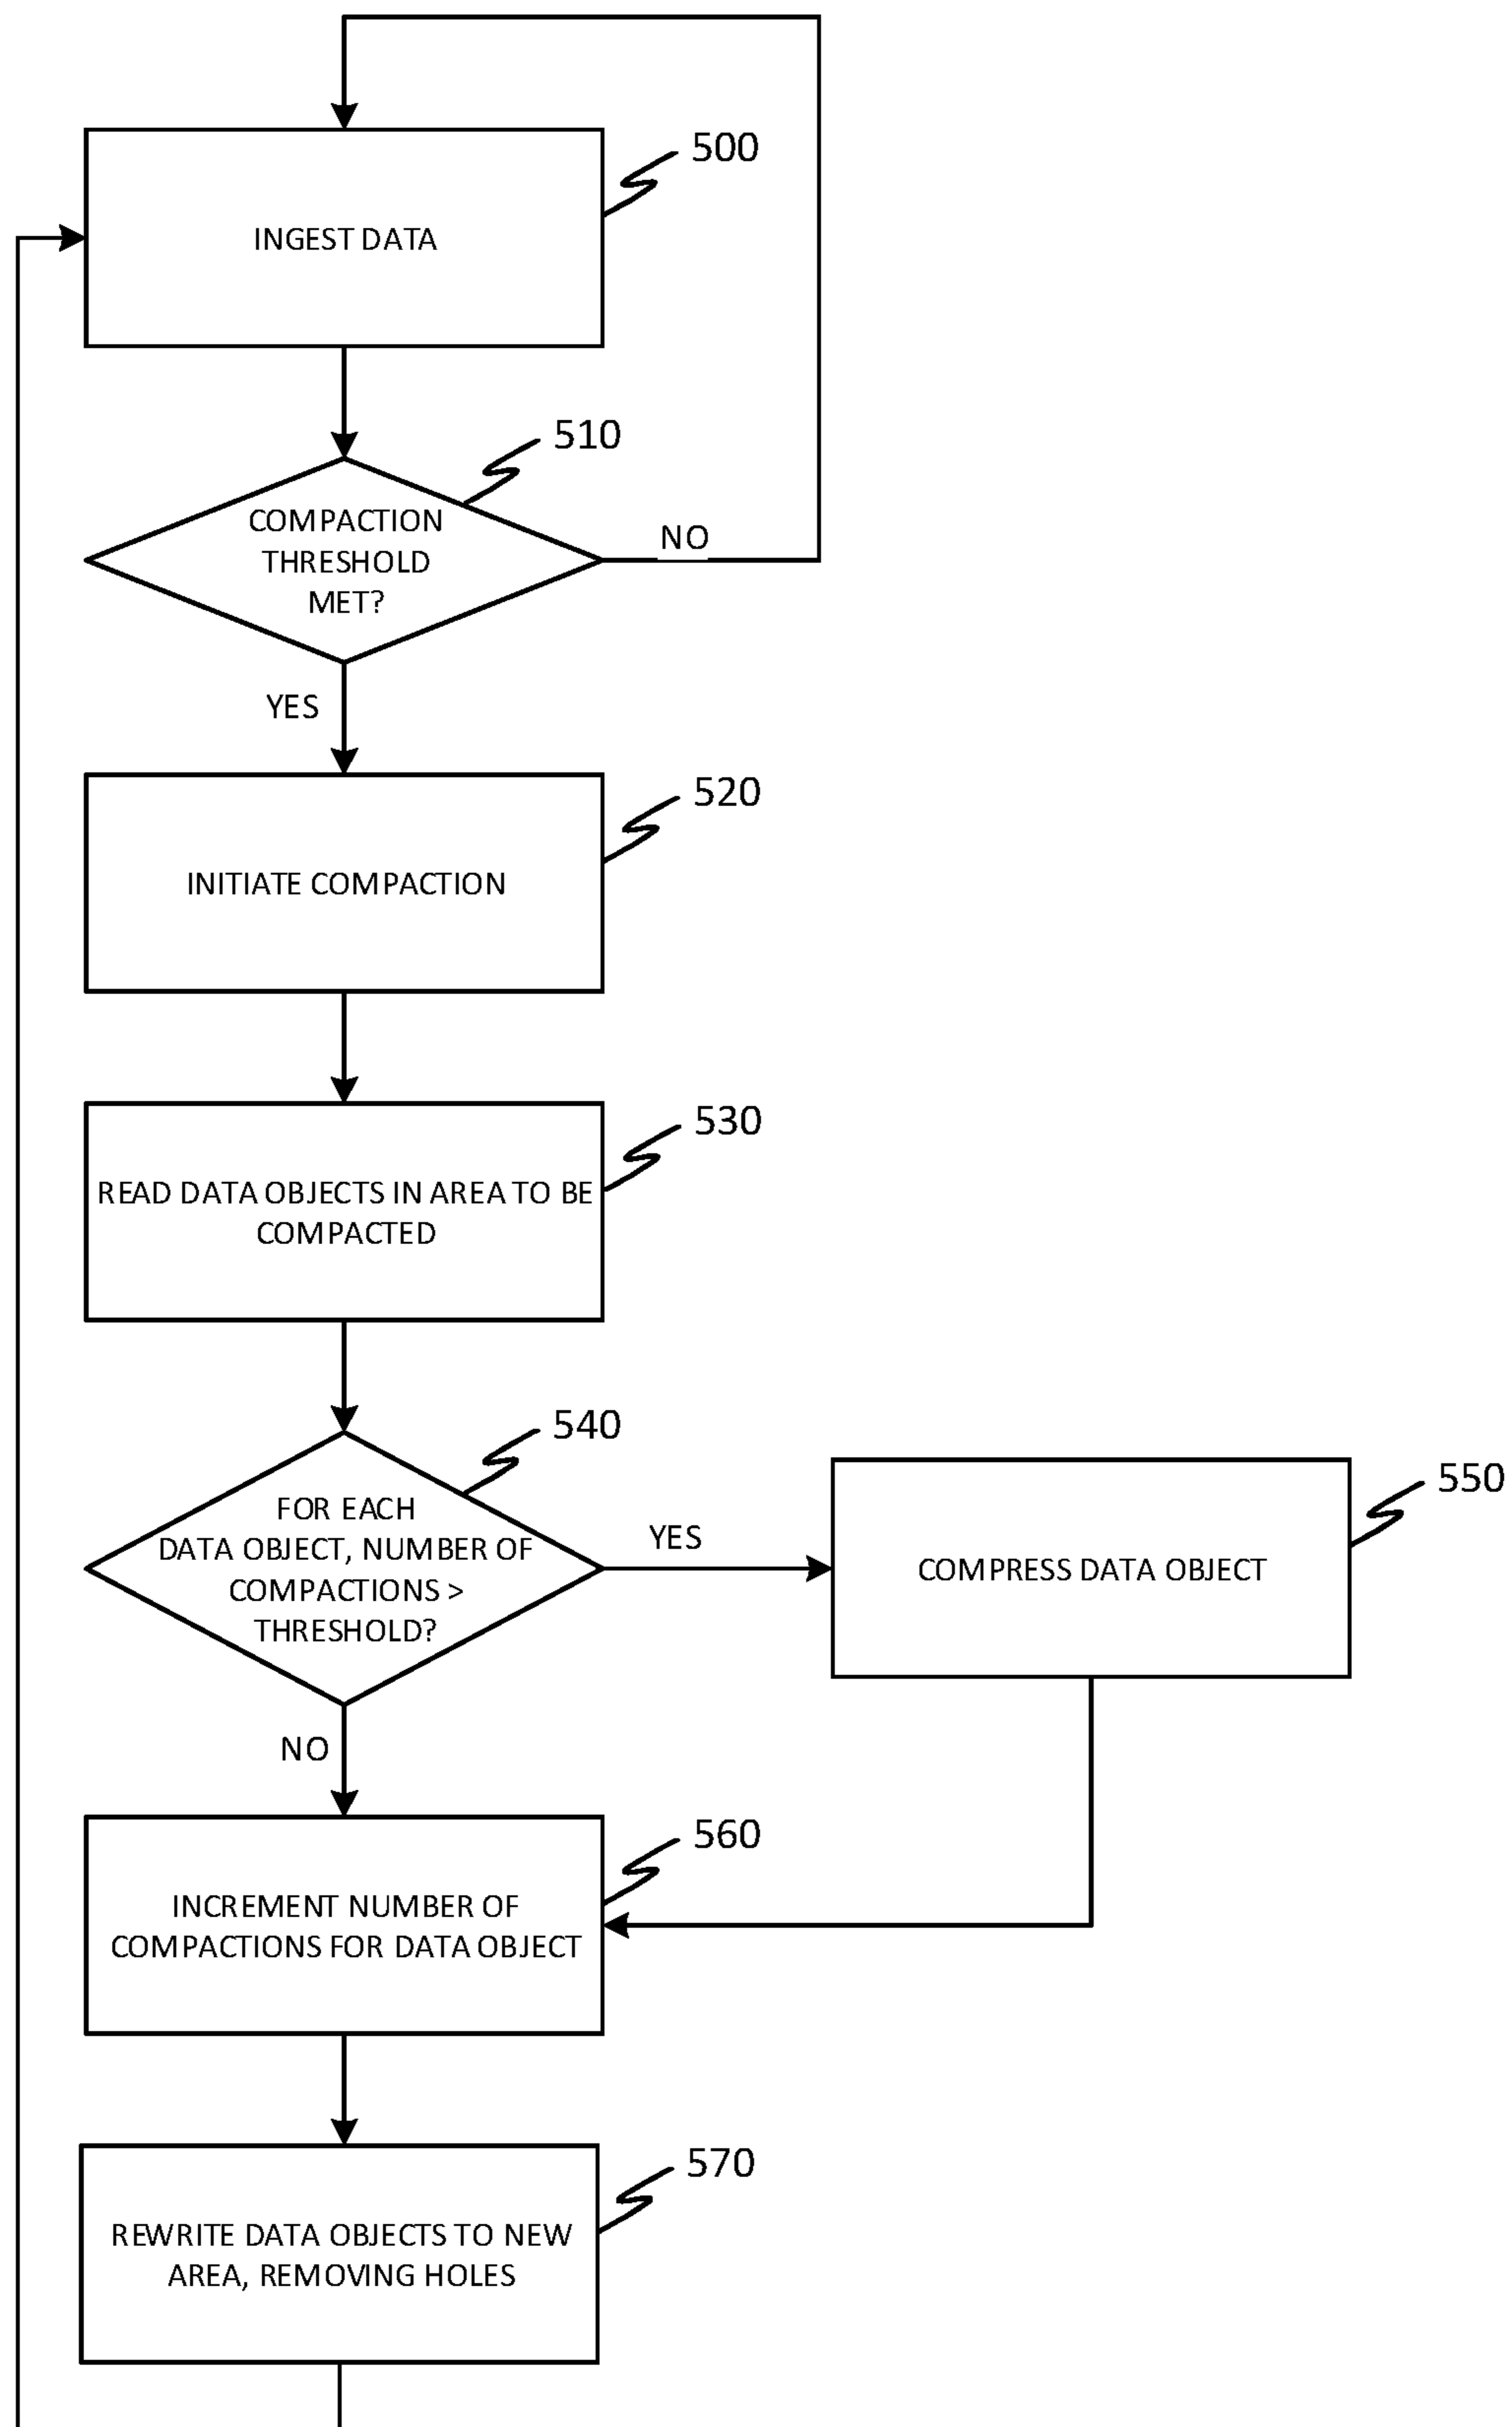 500
INGEST DATA
510
COMPACTION
THRESHOLD
MET?
NO
YES
520
INITIATE COMPACTION
530
READ DATA OBJECTS IN AREA TO BE
COMPACTED
540
FOR EACH
DATA OBJECT, NUMBER OF
COMPACTIONS >
THRESHOLD?
YES
550
COMPRESS DATA OBJECT
NO
560
INCREMENT NUMBER OF
COMPACTIONS FOR DATA OBJECT
570
REWRITE DATA OBJECTS TO NEW
AREA, REMOVING HOLES